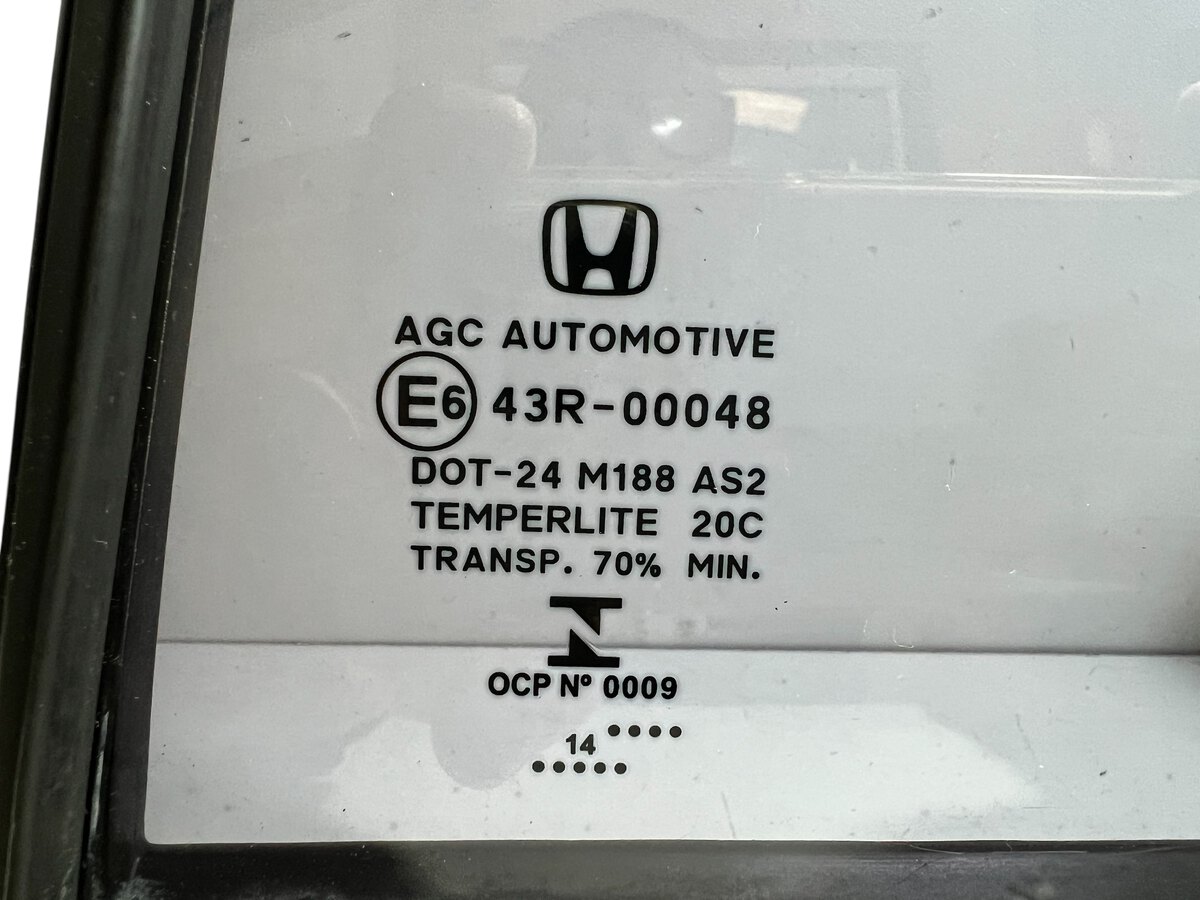 AGC AUTOMOTIVE
E6 43R-00048
DOT-24 M188 AS2
TEMPERLITE 20C
TRANSP. 70% MIN.
OCP Nº 0009
14